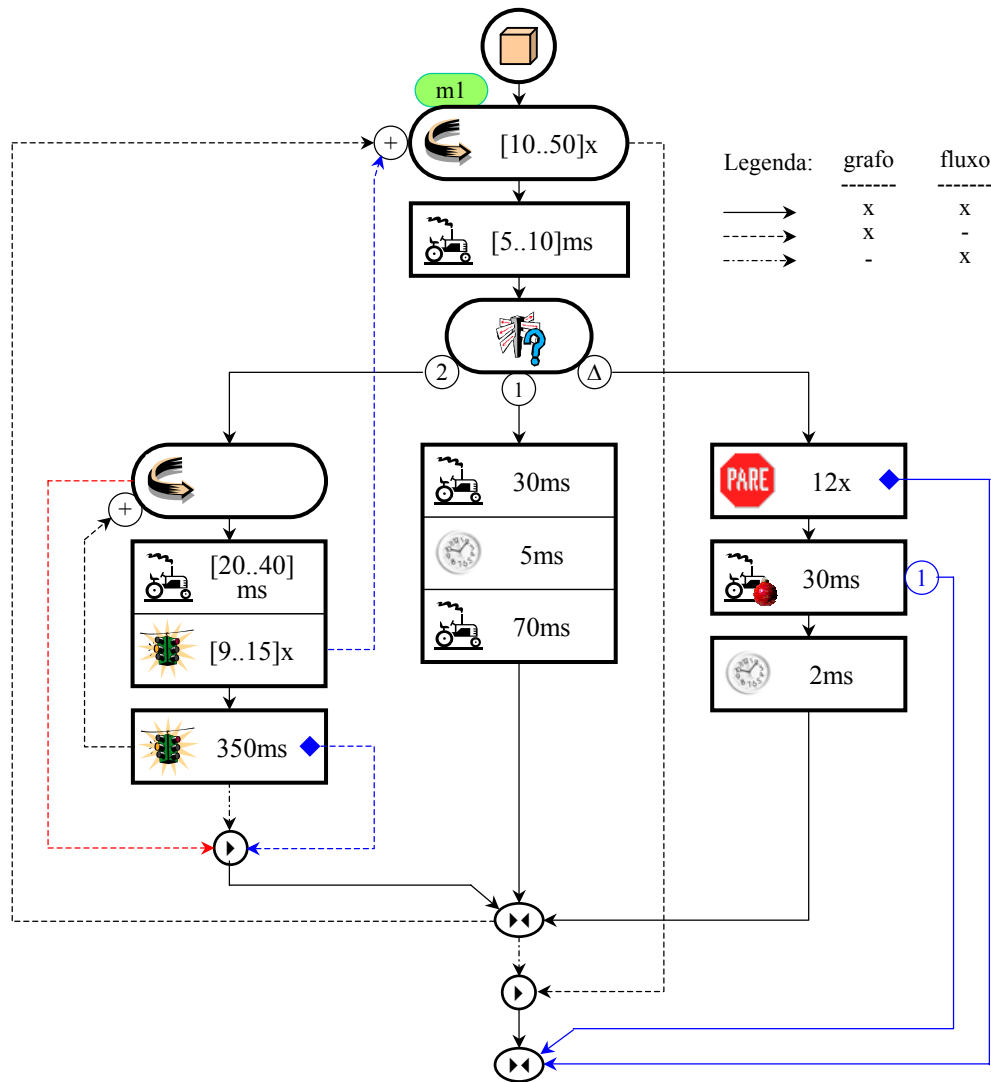 m1
+
[10..50]x
Legenda: grafo fluxo
------ ------
x x
x -
- x
[5..10]ms
2
1
Δ
+
30ms
PARE
12x
[20..40]
ms
5ms
30ms
1
[9..15]x
70ms
2ms
350ms